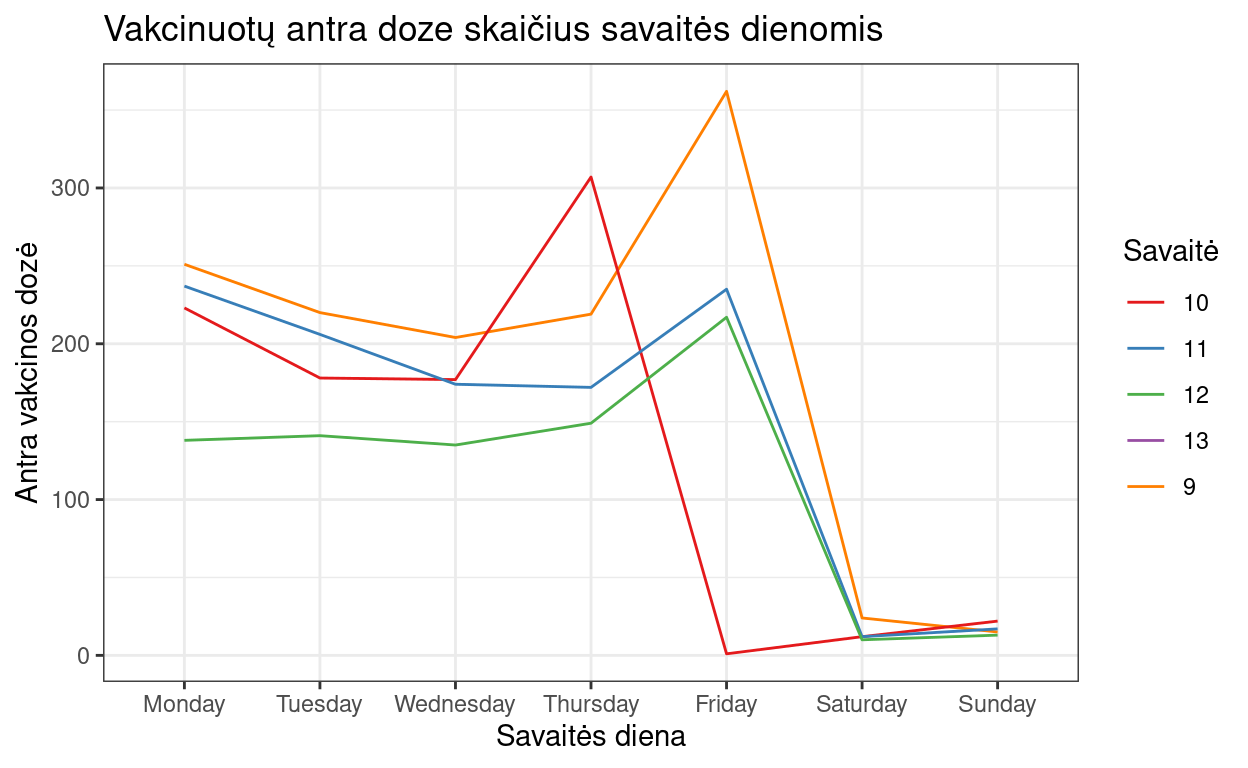 Vakcinuotų antra doze skaičius savaitės dienomis
Antra vakcinos dozė
300
200
100
0
Monday Tuesday Wednesday Thursday Friday Saturday Sunday
Savaitės diena
Savaitė
10
11
12
13
9